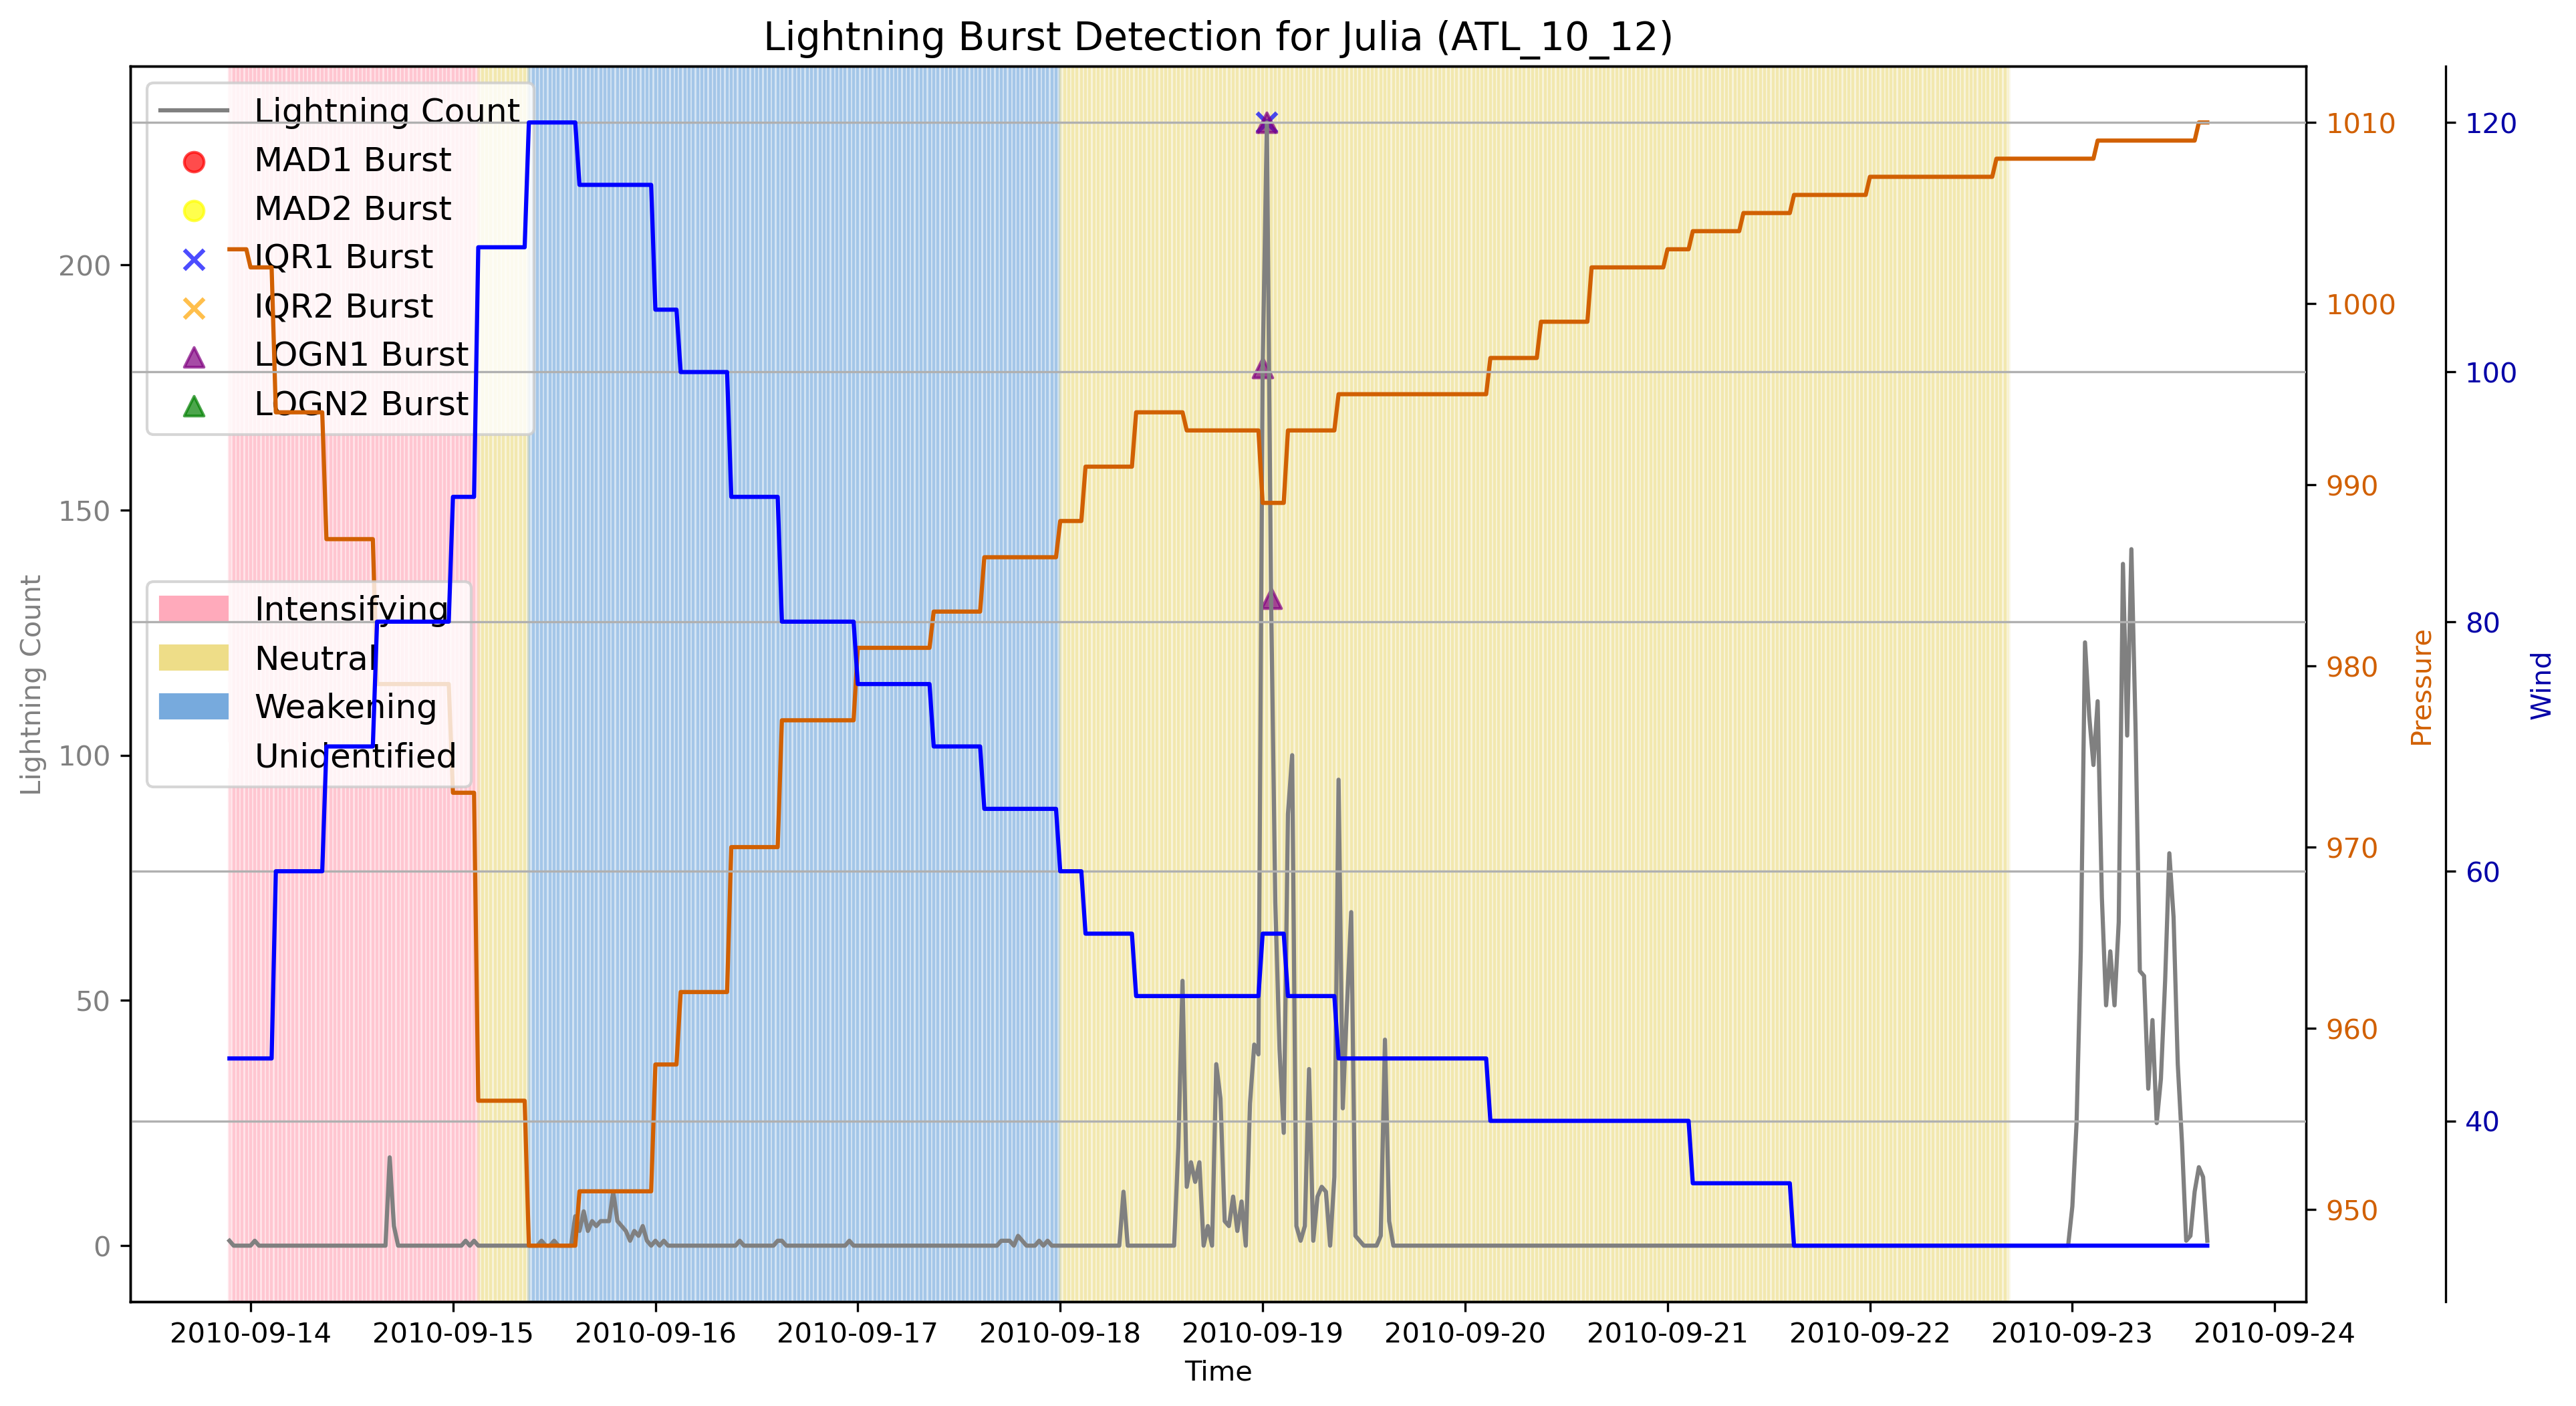 Lightning Burst Detection for Julia (ATL_10_12)
Lightning Count
MAD1 Burst
MAD2 Burst
IQR1 Burst
IQR2 Burst
LOGN1 Burst
LOGN2 Burst
Intensifying
Neutral
Weakening
Unidentified
Lightning Count
200
150
100
50
0
1010
1000
990
980
970
960
950
Pressure
120
100
80
60
40
Wind
2010-09-14 2010-09-15 2010-09-16 2010-09-17 2010-09-18 2010-09-19 2010-09-20 2010-09-21 2010-09-22 2010-09-23 2010-09-24
Time